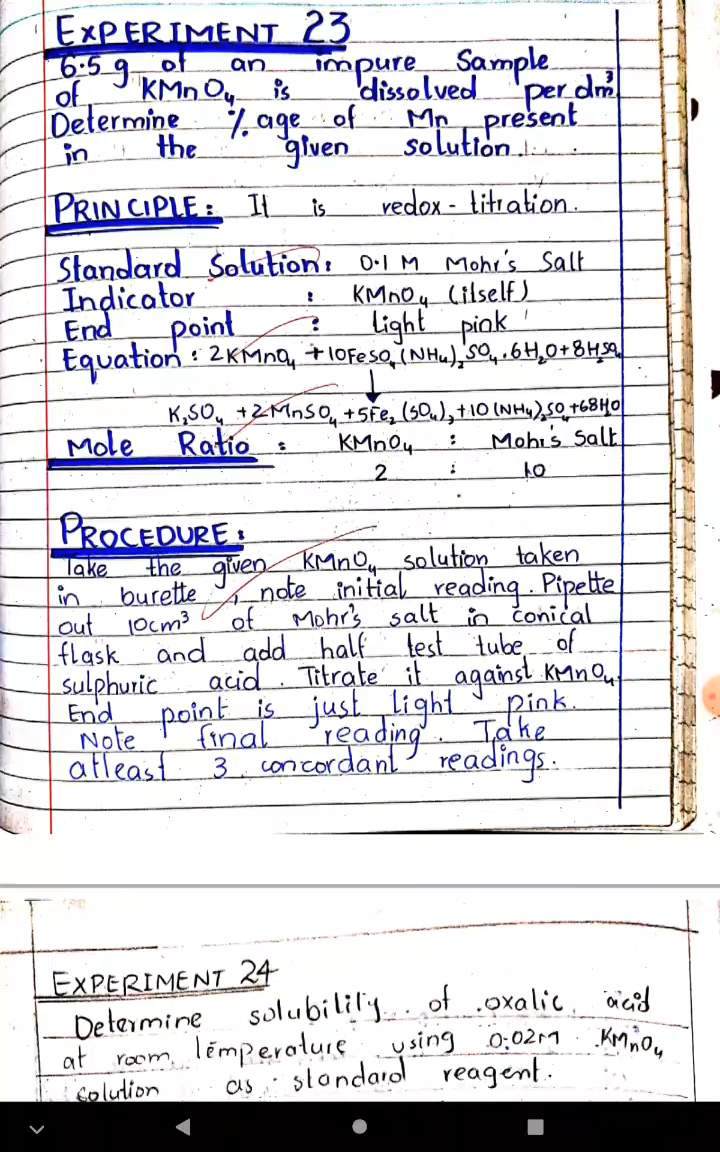 EXPERIMENT 23
6.5 g of an impure Sample
of KMnO₄ is dissolved per dm³
Determine % age of Mn present
in the given solution.
PRINCIPLE: It is redox-titration.
Standard Solution: 0.1 M Mohr's Salt
Indicator : KMnO₄ (itself)
End point : Light pink
Equation: 2KMnO₄ + 10FeSO₄(NH₄)₂SO₄.6H₂O + 8H₂SO₄
↓
K₂SO₄ + 2MnSO₄ + 5Fe₂(SO₄)₃ + 10(NH₄)₂SO₄ + 68H₂O
Mole Ratio : KMnO₄ : Mohr's Salt
2 : 10
PROCEDURE:
Take the given KMnO₄ solution taken
in burette, note initial reading. Pipette
out 10cm³ of Mohr's salt in conical
flask and add half test tube of
sulphuric acid. Titrate it against KMnO₄.
End point is just light pink.
Note final reading. Take
atleast 3 concordant readings.
EXPERIMENT 24
Determine solubility of oxalic acid
at room temperature using 0.02M KMnO₄
solution as standard reagent.